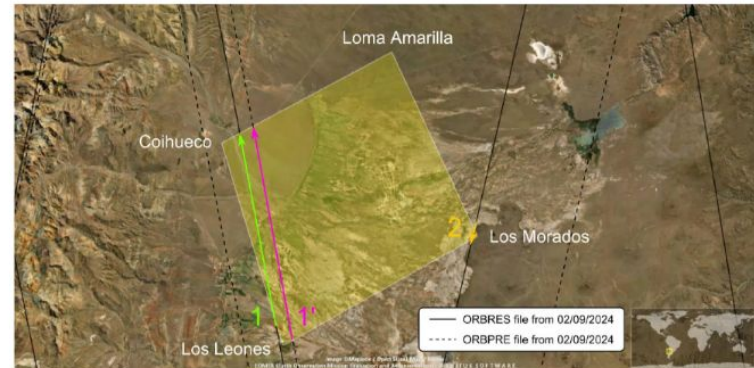 Loma Amarilla
Coihueco
2
Los Morados
1
1'
Los Leones
ORBRES file from 02/09/2024
ORBPRE file from 02/09/2024